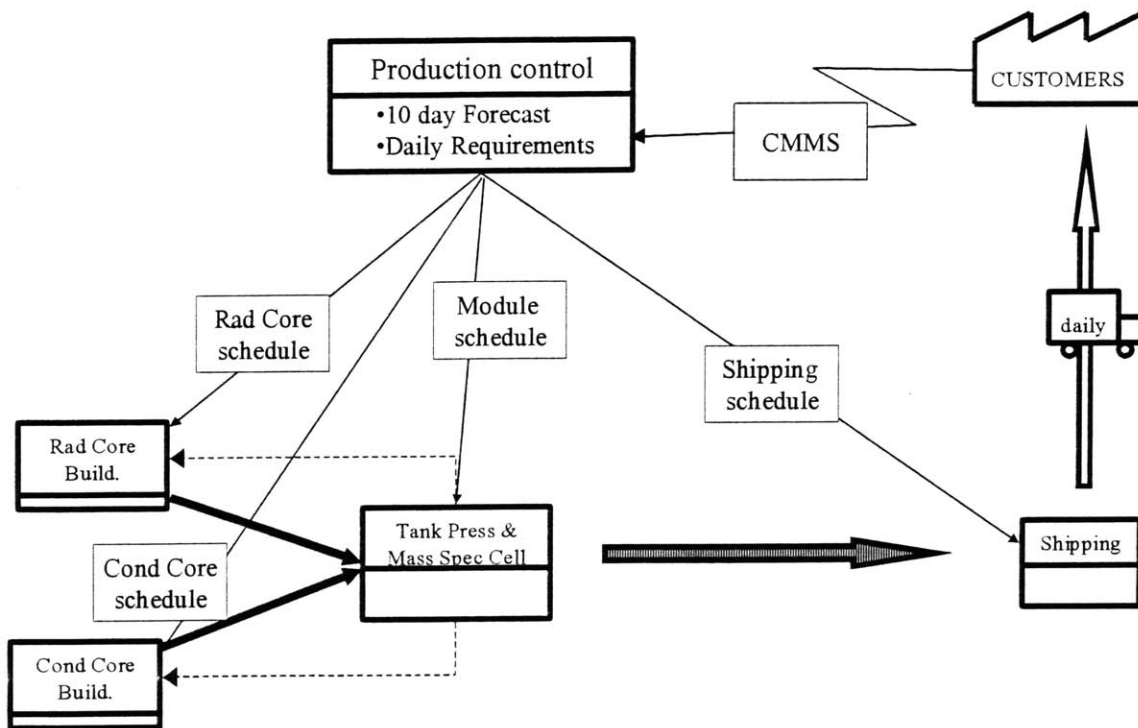 Production control
•10 day Forecast
•Daily Requirements
CUSTOMERS
CMMS
Rad Core
schedule
Module
schedule
Shipping
schedule
daily
Rad Core
Build.
Tank Press &
Mass Spec Cell
Shipping
Cond Core
schedule
Cond Core
Build.